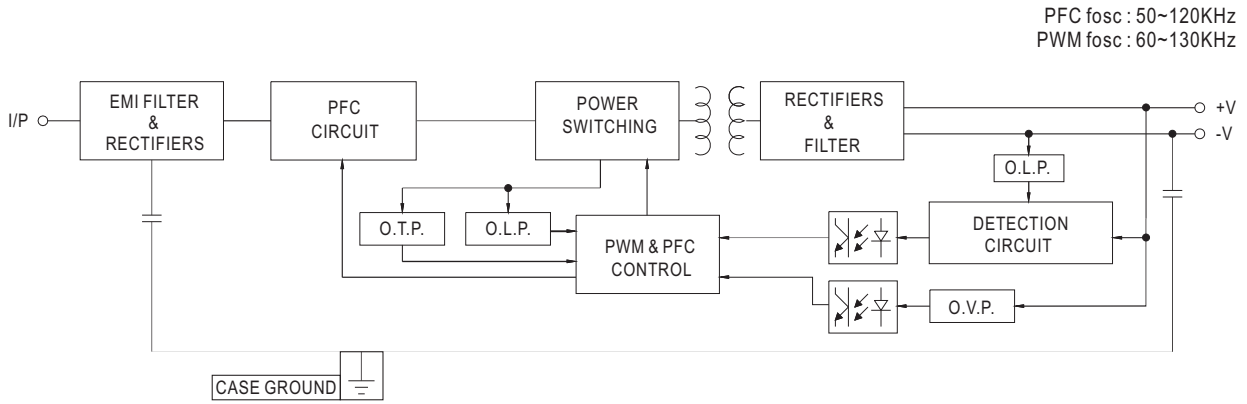 PFC fosc : 50~120KHz
PWM fosc : 60~130KHz
I/P
EMI FILTER
&
RECTIFIERS
PFC
CIRCUIT
POWER
SWITCHING
RECTIFIERS
&
FILTER
+V
-V
O.L.P.
O.T.P.
O.L.P.
PWM & PFC
CONTROL
DETECTION
CIRCUIT
O.V.P.
CASE GROUND